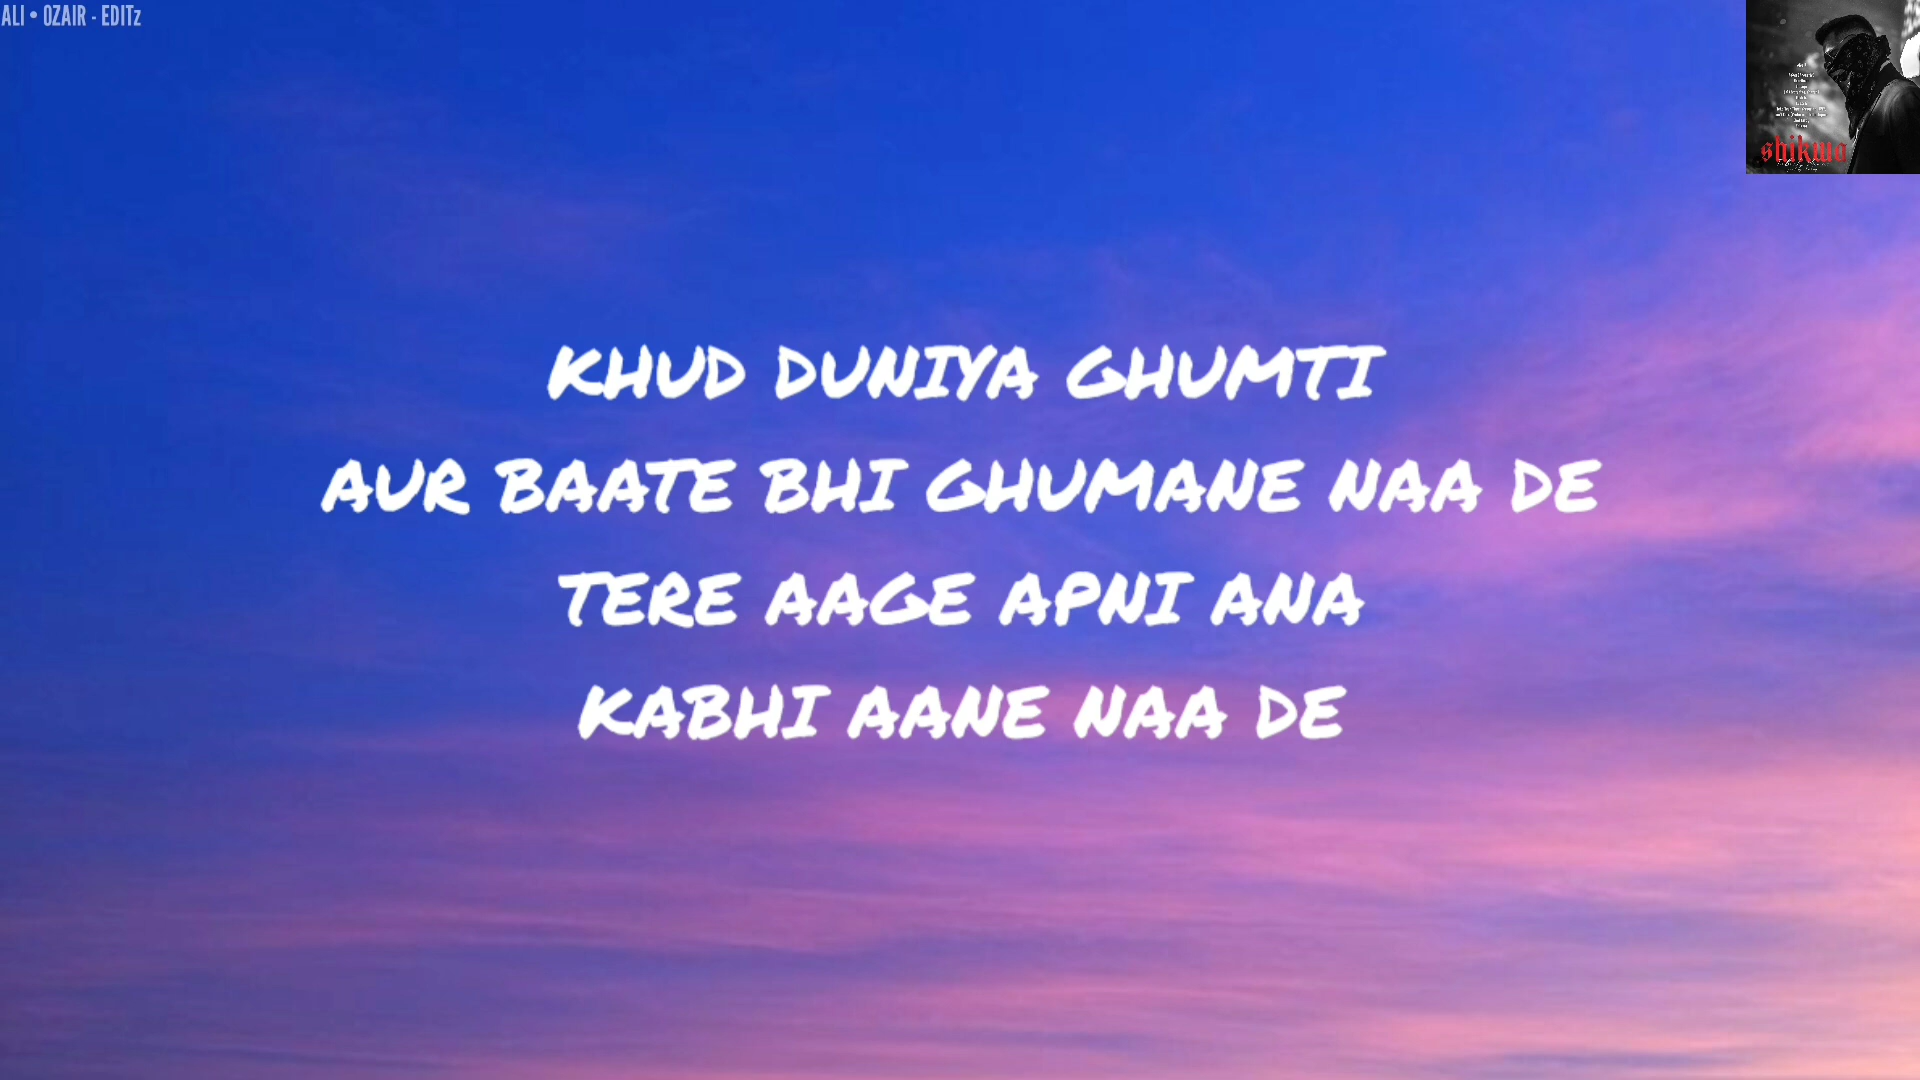 ALI • OZAIR - EDITz
shikwa
KHUD DUNIYA GHUMTI
AUR BAATE BHI GHUMANE NAA DE
TERE AAGE APNI ANA
KABHI AANE NAA DE